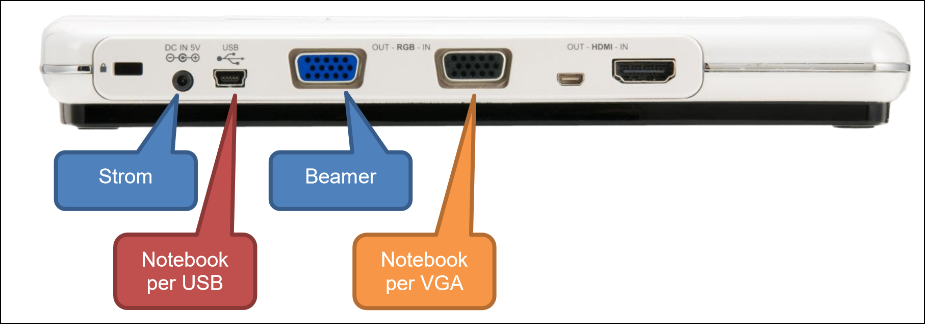 DC IN 5V
USB
OUT - RGB - IN
OUT - HDMI - IN
Strom
Beamer
Notebook
per USB
Notebook
per VGA